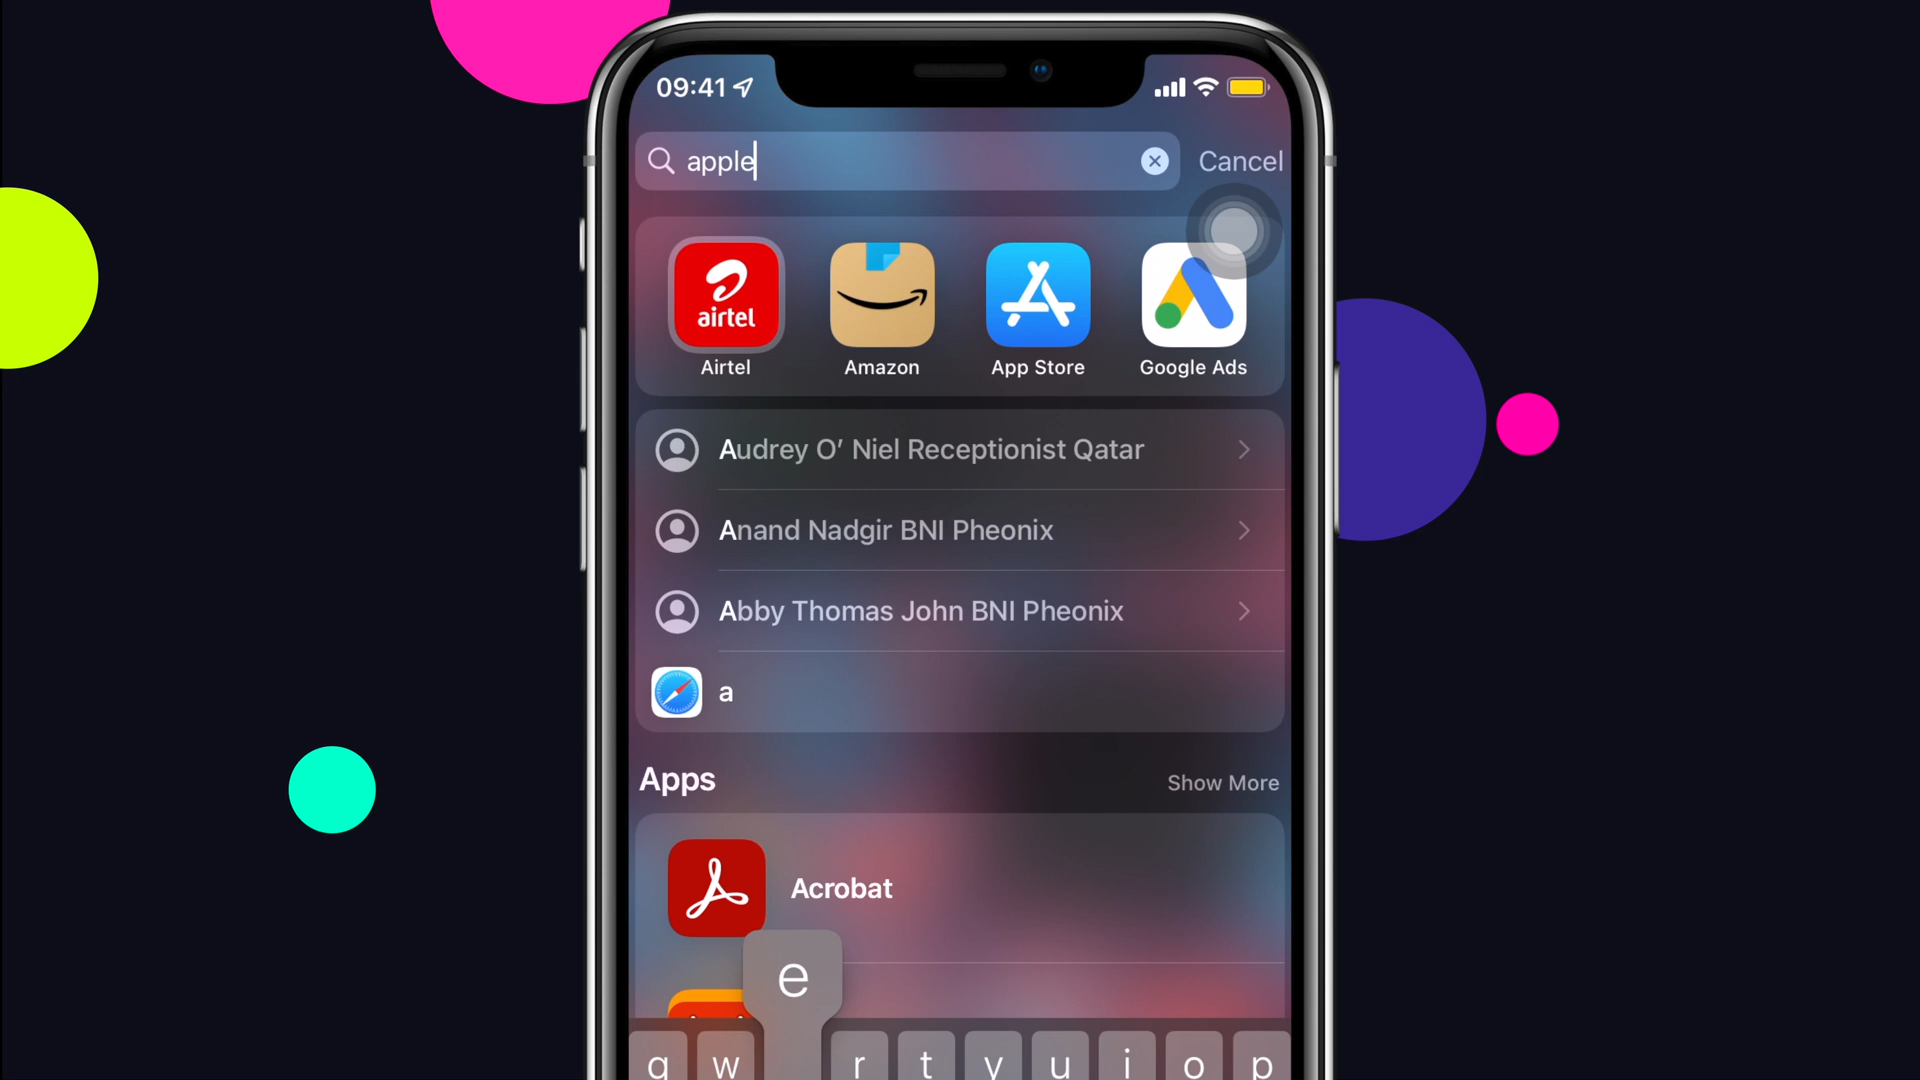 09:41
apple
Cancel
airtel
Airtel
Amazon
App Store
Google Ads
Audrey O’ Niel Receptionist Qatar
Anand Nadgir BNI Pheonix
Abby Thomas John BNI Pheonix
a
Apps
Show More
Acrobat
e
q w r t y u i o p